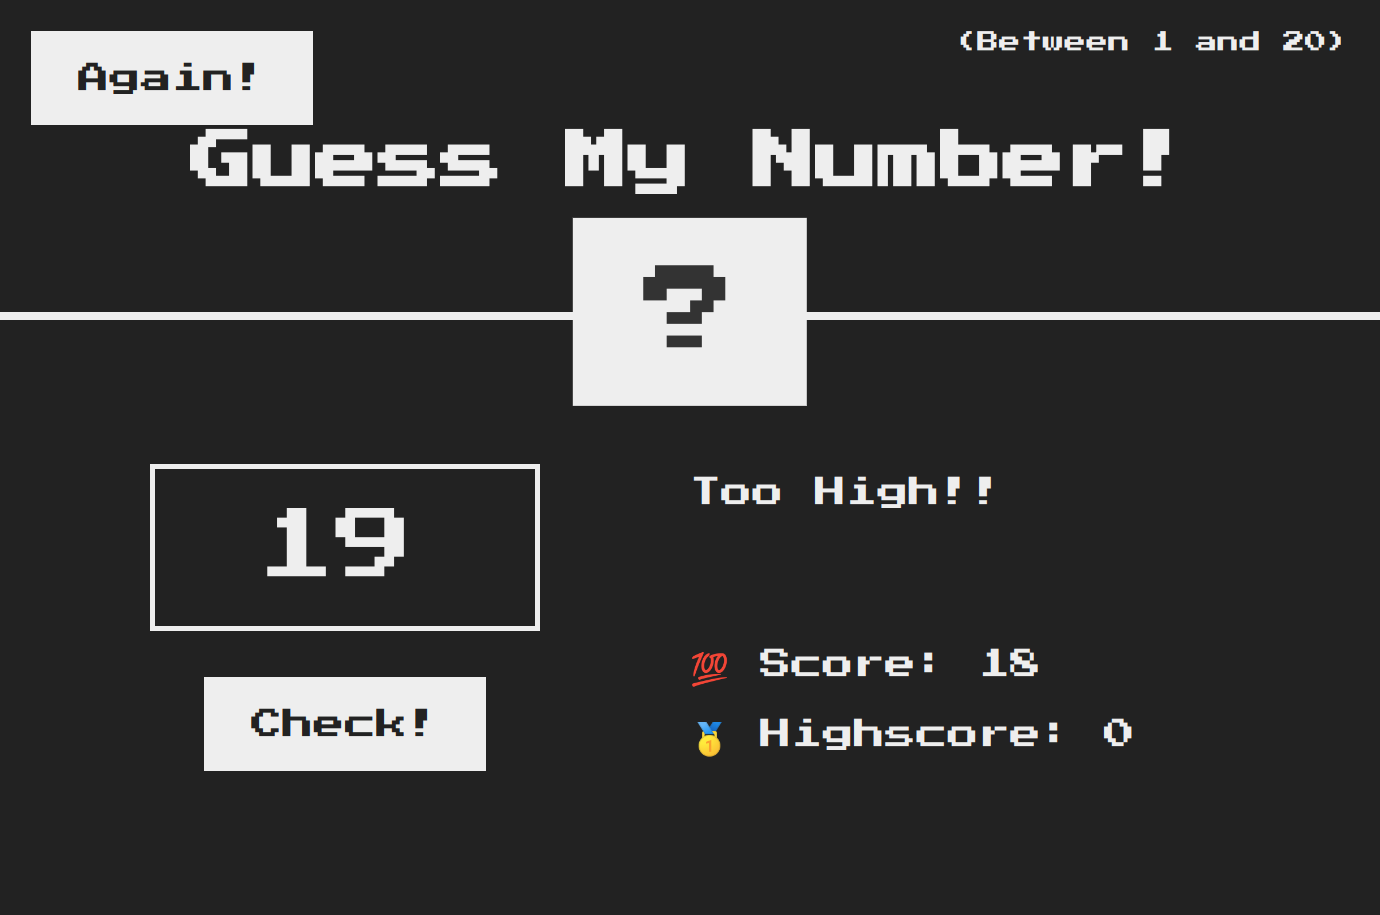 Again!
(Between 1 and 20)
Guess My Number!
?
19
Too High!!
Check!
💯 Score: 18
🥇 Highscore: 0